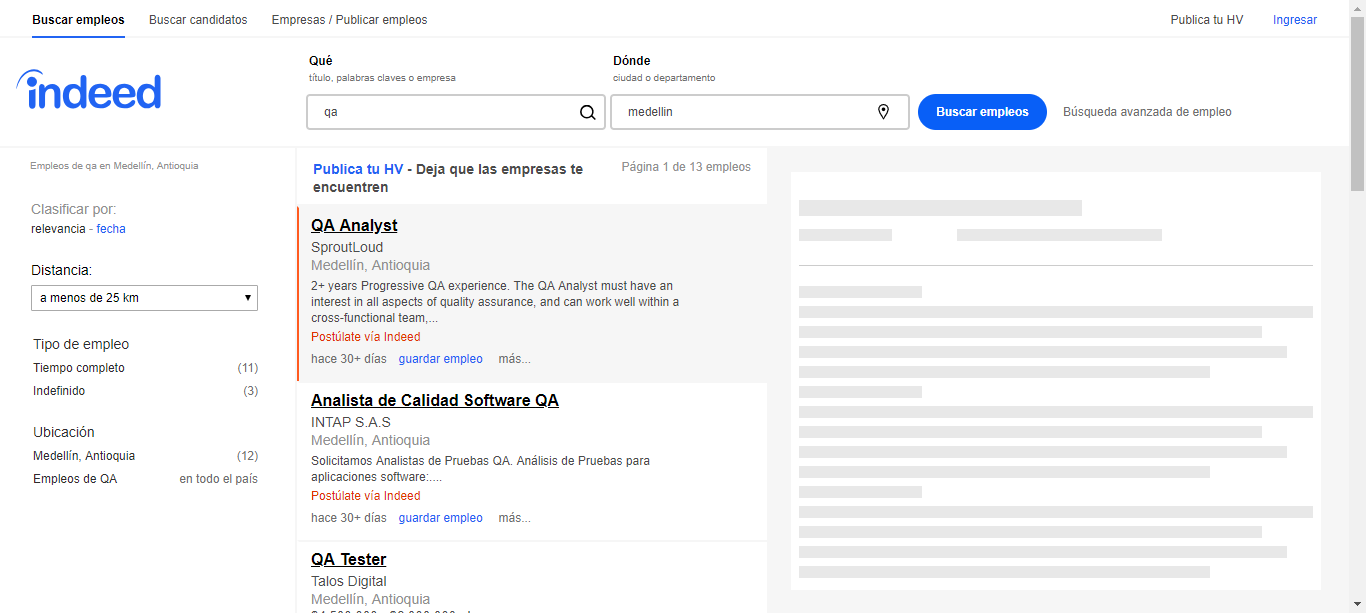 Buscar empleos
Buscar candidatos
Empresas / Publicar empleos
Publica tu HV
Ingresar
indeed
Qué
título, palabras claves o empresa
qa
Dónde
ciudad o departamento
medellin
Buscar empleos
Búsqueda avanzada de empleo
Empleos de qa en Medellín, Antioquia
Clasificar por:
relevancia - fecha
Distancia:
a menos de 25 km
Tipo de empleo
Tiempo completo (11)
Indefinido (3)
Ubicación
Medellín, Antioquia (12)
Empleos de QA en todo el país
Publica tu HV - Deja que las empresas te
encuentren
Página 1 de 13 empleos
QA Analyst
SproutLoud
Medellín, Antioquia
2+ years Progressive QA experience. The QA Analyst must have an
interest in all aspects of quality assurance, and can work well within a
cross-functional team,...
Postúlate vía Indeed
hace 30+ días guardar empleo más...
Analista de Calidad Software QA
INTAP S.A.S
Medellín, Antioquia
Solicitamos Analistas de Pruebas QA. Análisis de Pruebas para
aplicaciones software:....
Postúlate vía Indeed
hace 30+ días guardar empleo más...
QA Tester
Talos Digital
Medellín, Antioquia